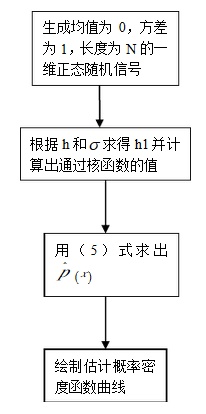 生成均值为 0，方差
为 1，长度为 N 的一
维正态随机信号
根据 h 和 σ 求得 h1 并计
算出通过核函数的值
用（5）式求出
p̂(x)
绘制估计概率密
度函数曲线